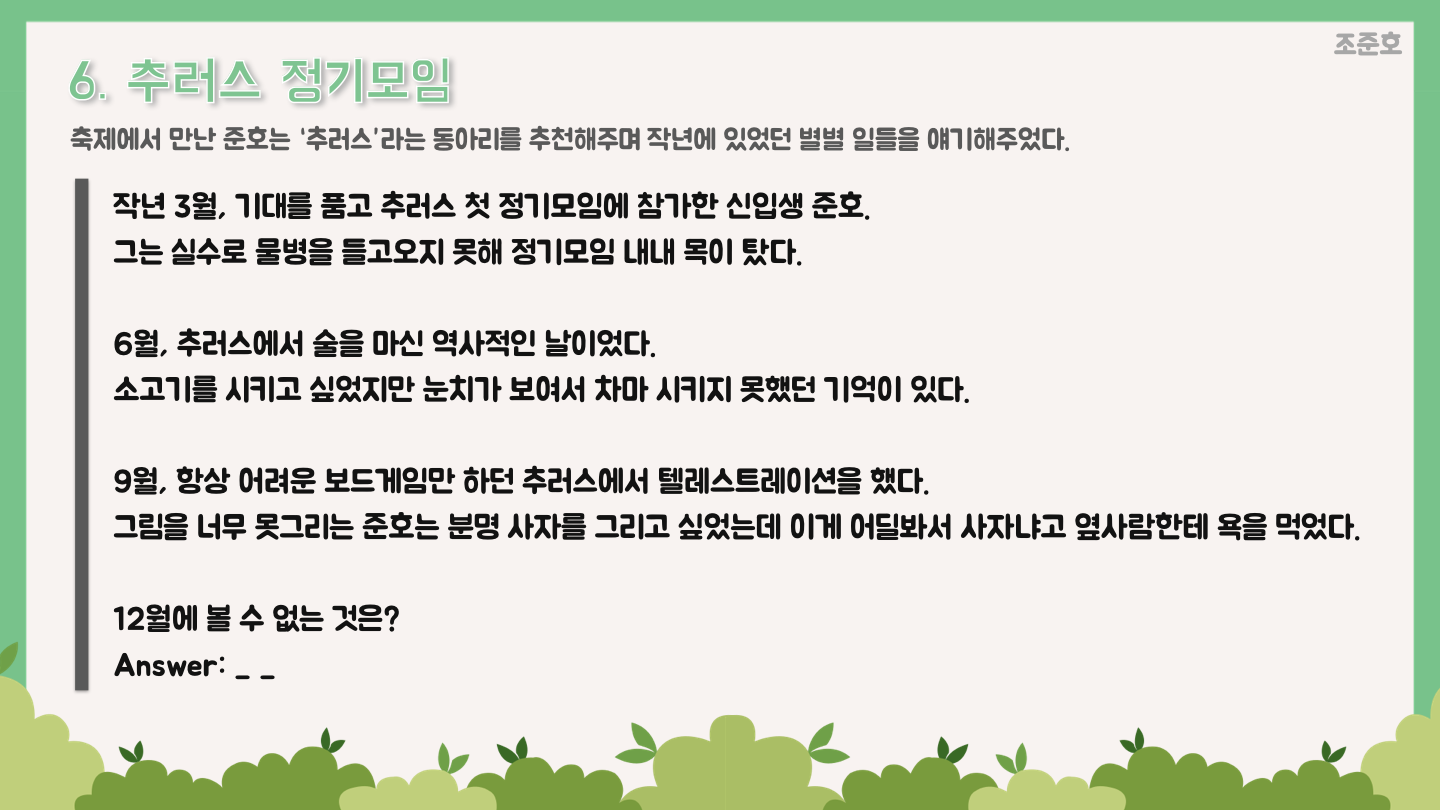 조준호
6. 추러스 정기모임
축제에서 만난 준호는 ‘추러스’라는 동아리를 추천해주며 작년에 있었던 별별 일들을 얘기해주었다.
작년 3월, 기대를 품고 추러스 첫 정기모임에 참가한 신입생 준호.
그는 실수로 물병을 들고오지 못해 정기모임 내내 목이 탔다.
6월, 추러스에서 술을 마신 역사적인 날이었다.
소고기를 시키고 싶었지만 눈치가 보여서 차마 시키지 못했던 기억이 있다.
9월, 항상 어려운 보드게임만 하던 추러스에서 텔레스트레이션을 했다.
그림을 너무 못그리는 준호는 분명 사자를 그리고 싶었는데 이게 어딜봐서 사자냐고 옆사람한테 욕을 먹었다.
12월에 볼 수 없는 것은?
Answer: _ _